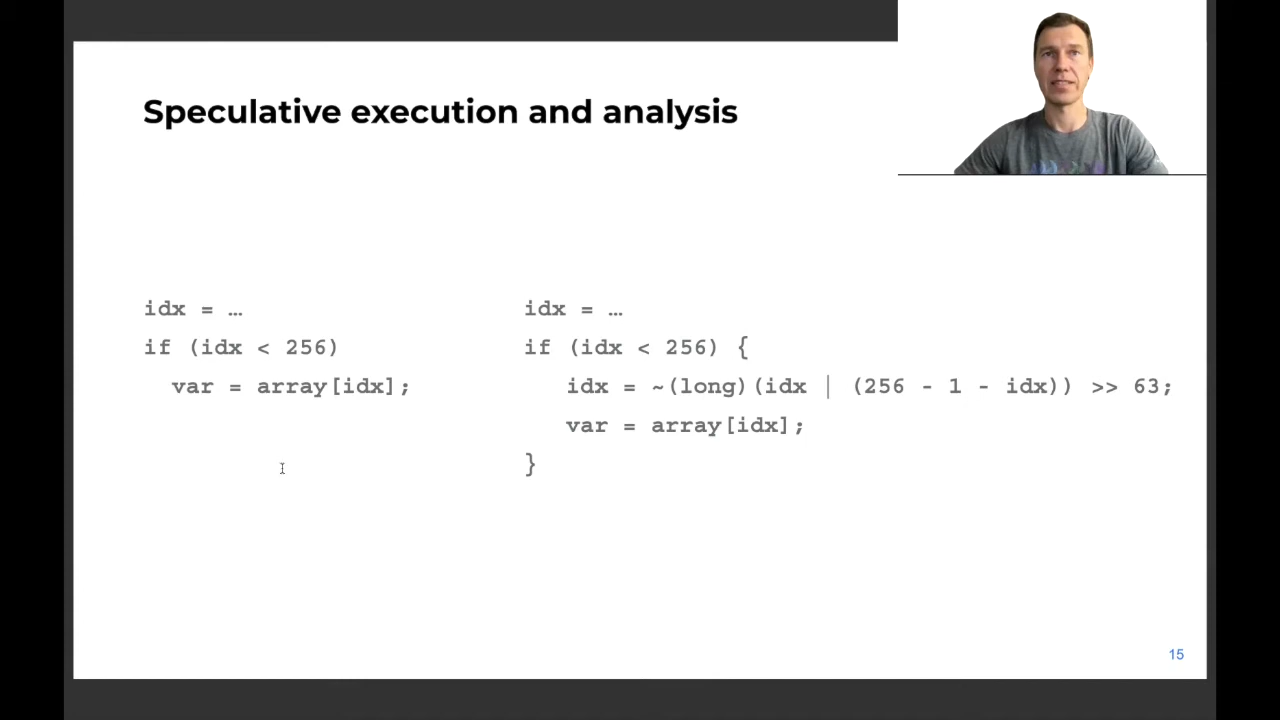 Speculative execution and analysis
idx = …
if (idx < 256)
  var = array[idx];
idx = …
if (idx < 256) {
   idx = ~(long)(idx | (256 - 1 - idx)) >> 63;
   var = array[idx];
}
15